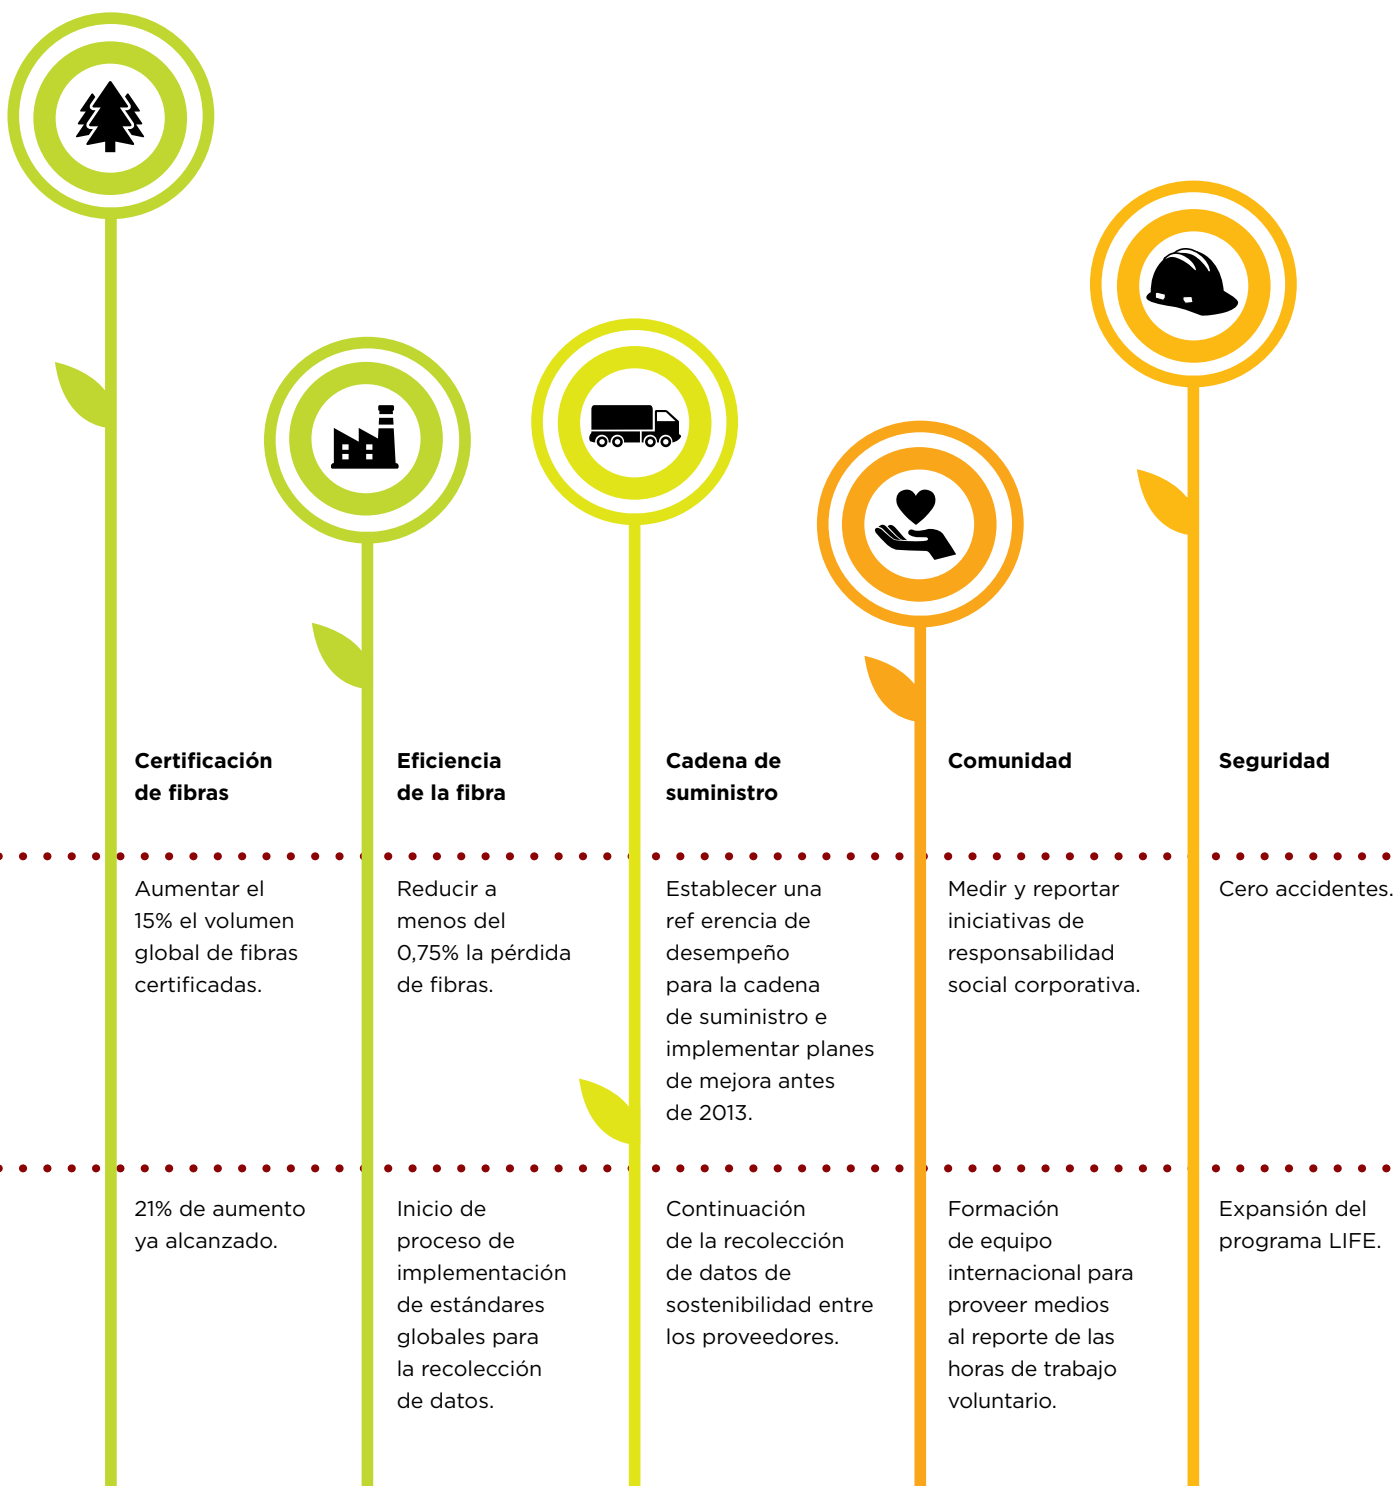 Certificación
de fibras
Eficiencia
de la fibra
Cadena de
suministro
Comunidad
Seguridad
Aumentar el
15% el volumen
global de fibras
certificadas.
Reducir a
menos del
0,75% la pérdida
de fibras.
Establecer una
ref erencia de
desempeño
para la cadena
de suministro e
implementar planes
de mejora antes
de 2013.
Medir y reportar
iniciativas de
responsabilidad
social corporativa.
Cero accidentes.
21% de aumento
ya alcanzado.
Inicio de
proceso de
implementación
de estándares
globales para
la recolección
de datos.
Continuación
de la recolección
de datos de
sostenibilidad entre
los proveedores.
Formación
de equipo
internacional para
proveer medios
al reporte de las
horas de trabajo
voluntario.
Expansión del
programa LIFE.